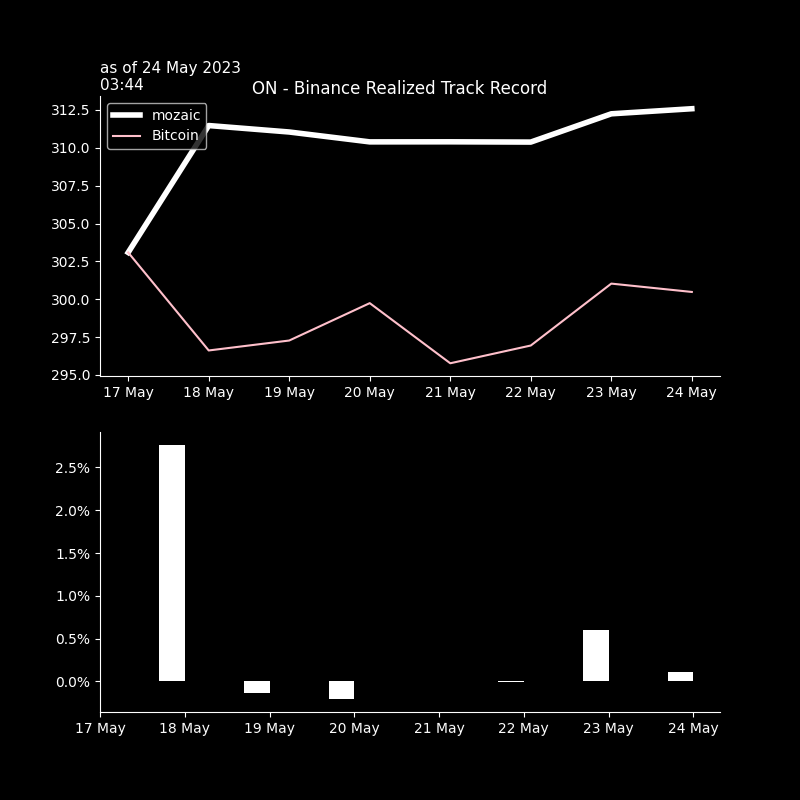 as of 24 May 2023
03:44
ON - Binance Realized Track Record
mozaic
Bitcoin
312.5
310.0
307.5
305.0
302.5
300.0
297.5
295.0
17 May 18 May 19 May 20 May 21 May 22 May 23 May 24 May
2.5%
2.0%
1.5%
1.0%
0.5%
0.0%
17 May 18 May 19 May 20 May 21 May 22 May 23 May 24 May